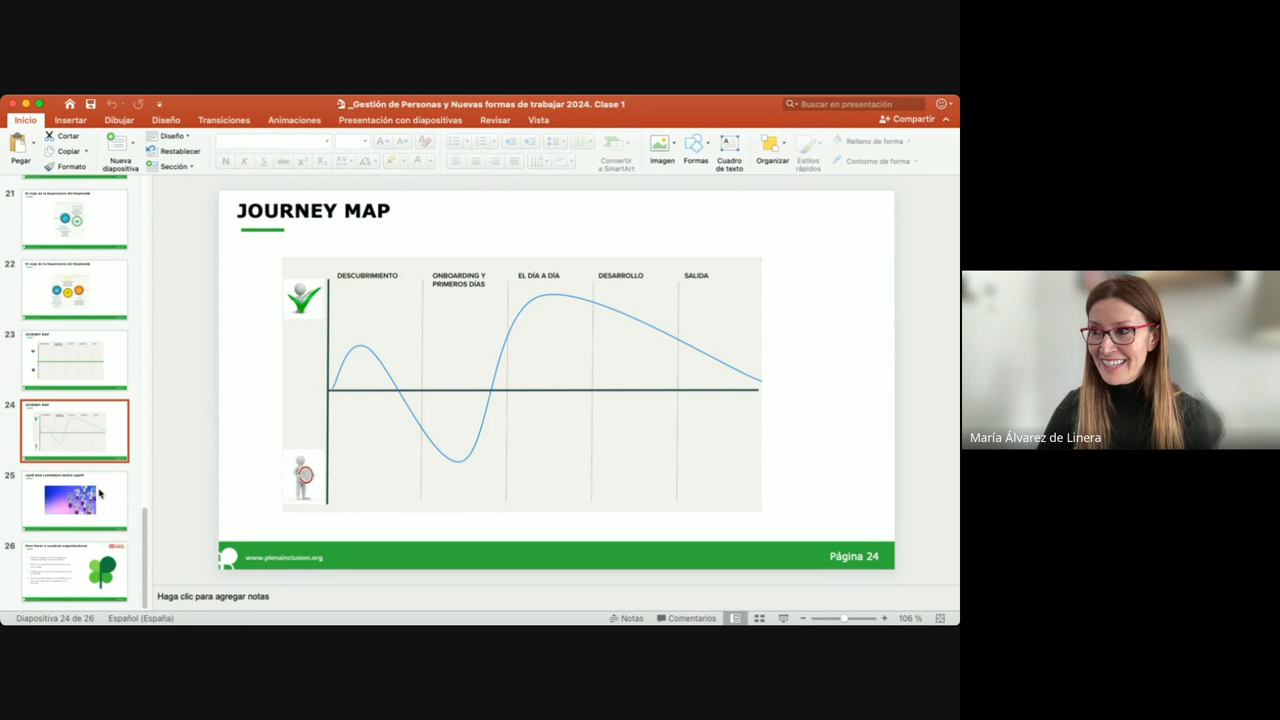 _Gestión de Personas y Nuevas formas de trabajar 2024. Clase 1
Buscar en presentación
Inicio
Insertar
Dibujar
Diseño
Transiciones
Animaciones
Presentación con diapositivas
Revisar
Vista
Compartir
Pegar
Cortar
Copiar
Formato
Nueva
diapositiva
Diseño
Restablecer
Sección
Convertir
a SmartArt
Imagen
Formas
Cuadro
de texto
Organizar
Estilos
rápidos
Relleno de forma
Contorno de forma
21
22
23
JOURNEY MAP
24
JOURNEY MAP
25
26
JOURNEY MAP
DESCUBRIMIENTO
ONBOARDING Y
PRIMEROS DÍAS
EL DÍA A DÍA
DESARROLLO
SALIDA
www.plenainclusion.org
Página 24
Haga clic para agregar notas
Diapositiva 24 de 26
Español (España)
Notas
Comentarios
106 %
María Álvarez de Linera